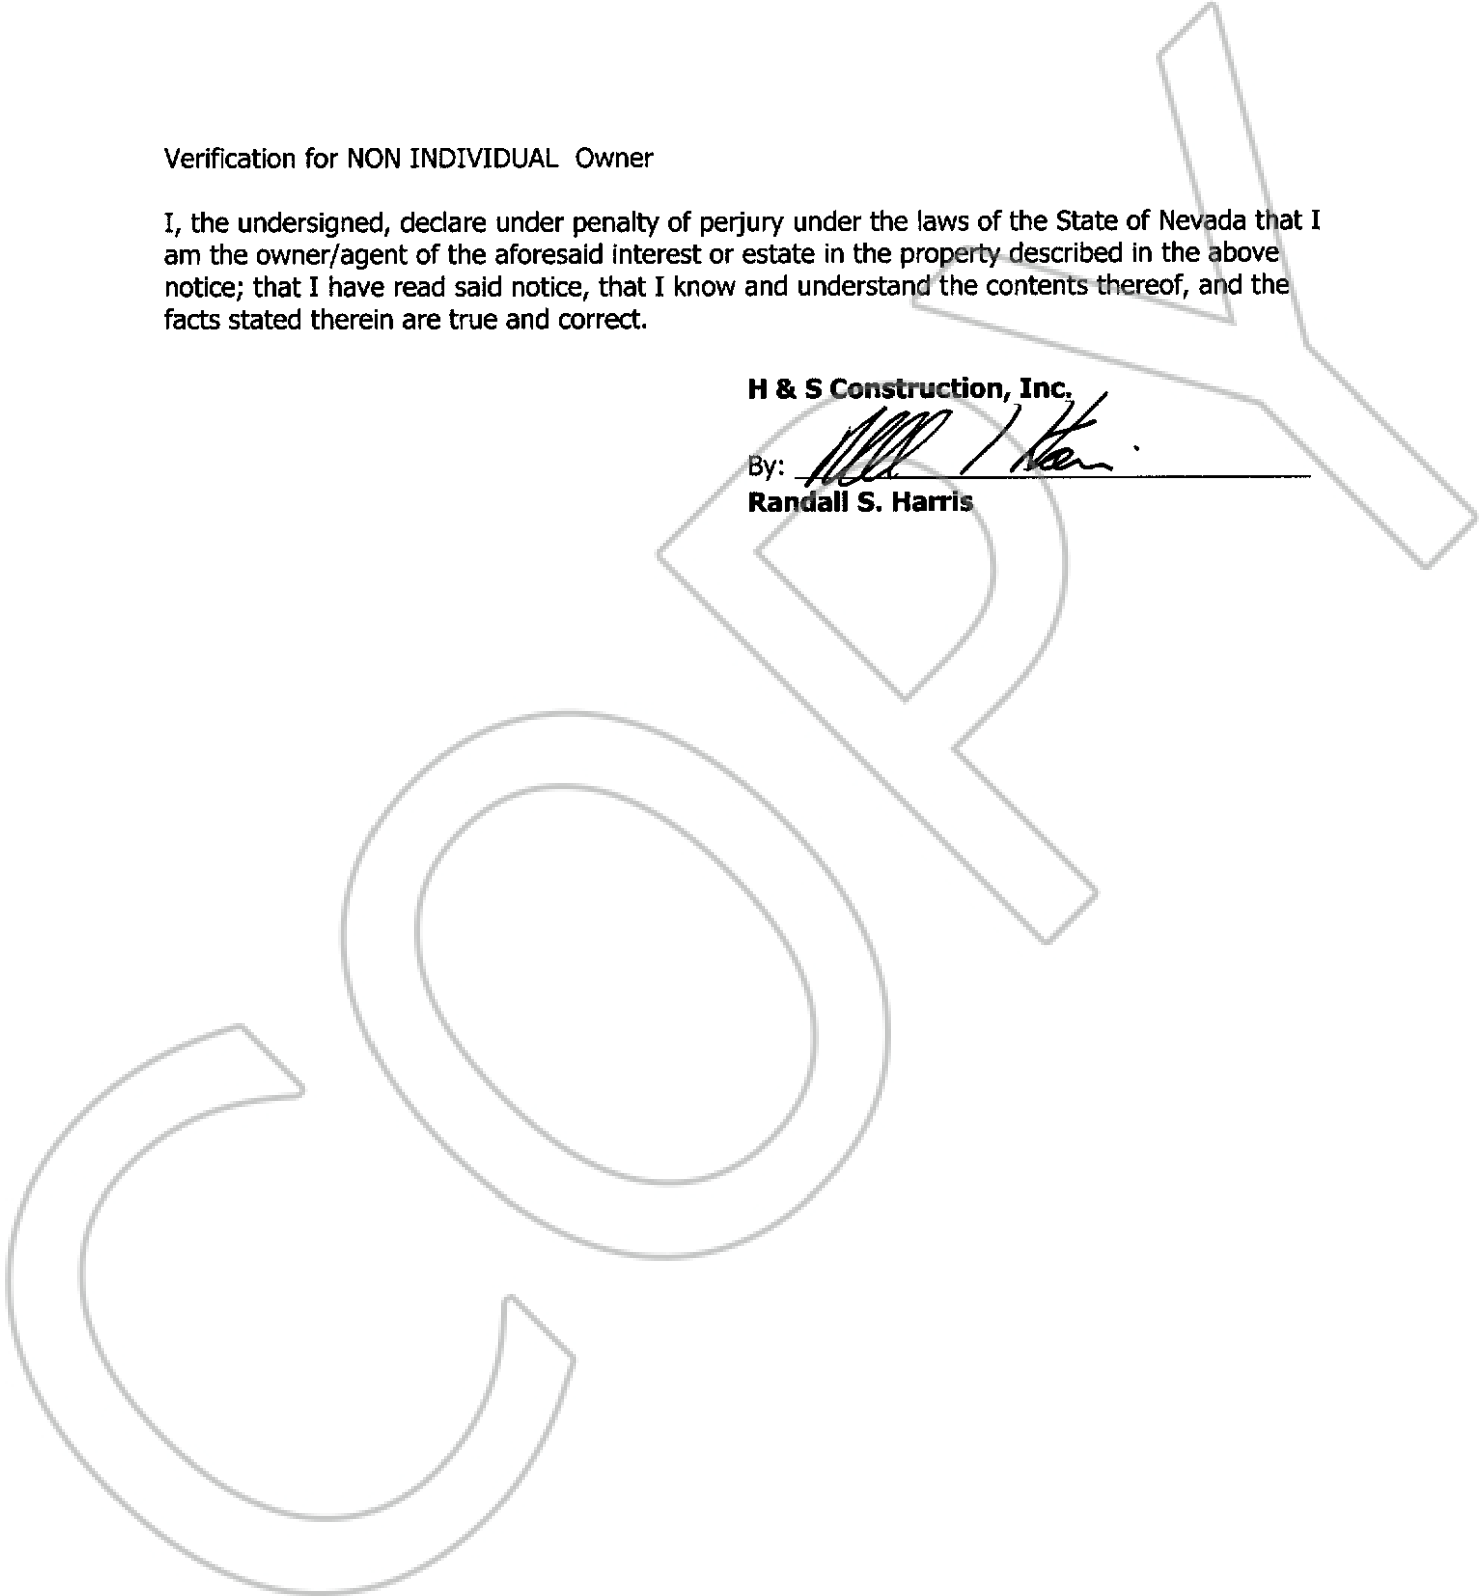 Verification for NON INDIVIDUAL  Owner
I, the undersigned, declare under penalty of perjury under the laws of the State of Nevada that I
am the owner/agent of the aforesaid interest or estate in the property described in the above
notice; that I have read said notice, that I know and understand the contents thereof, and the
facts stated therein are true and correct.
H & S Construction, Inc.
By:
Randall S. Harris
COPY